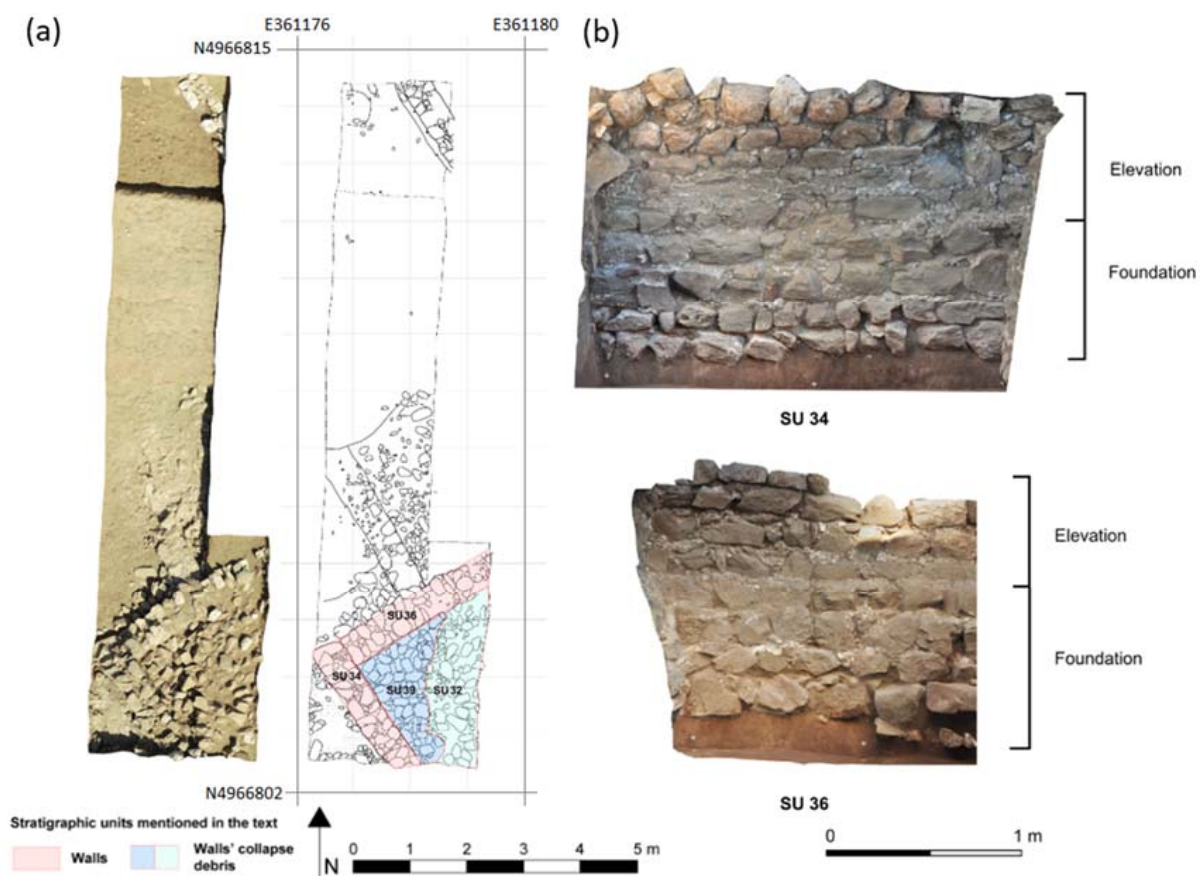 (a)
E361176 E361180
N4966815
SU 36
SU 34
SU 39
SU 32
N4966802
Stratigraphic units mentioned in the text
Walls
Walls' collapse
debris
N
0 1 2 3 4 5 m
(b)
Elevation
Foundation
SU 34
Elevation
Foundation
SU 36
0 1 m